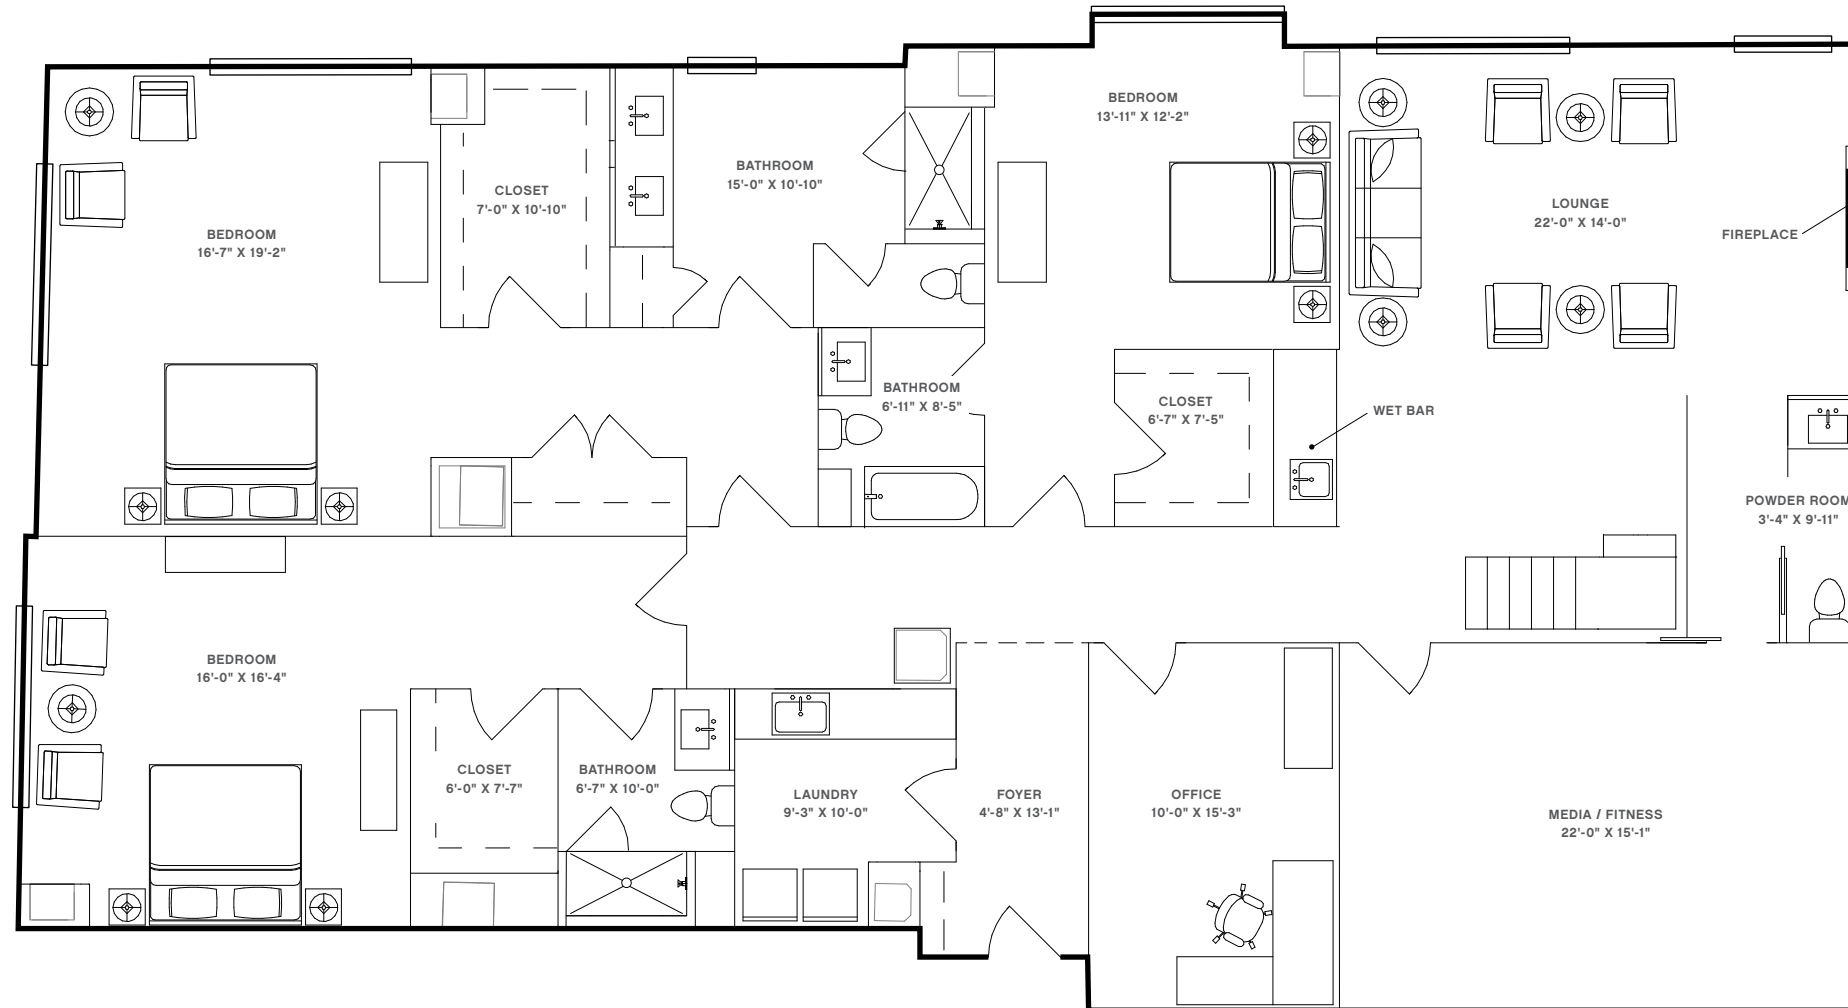 BEDROOM
13'-11" X 12'-2"
BATHROOM
15'-0" X 10'-10"
CLOSET
7'-0" X 10'-10"
LOUNGE
22'-0" X 14'-0"
FIREPLACE
BEDROOM
16'-7" X 19'-2"
BATHROOM
6'-11" X 8'-5"
CLOSET
6'-7" X 7'-5"
WET BAR
POWDER ROOM
3'-4" X 9'-11"
BEDROOM
16'-0" X 16'-4"
CLOSET
6'-0" X 7'-7"
BATHROOM
6'-7" X 10'-0"
LAUNDRY
9'-3" X 10'-0"
FOYER
4'-8" X 13'-1"
OFFICE
10'-0" X 15'-3"
MEDIA / FITNESS
22'-0" X 15'-1"